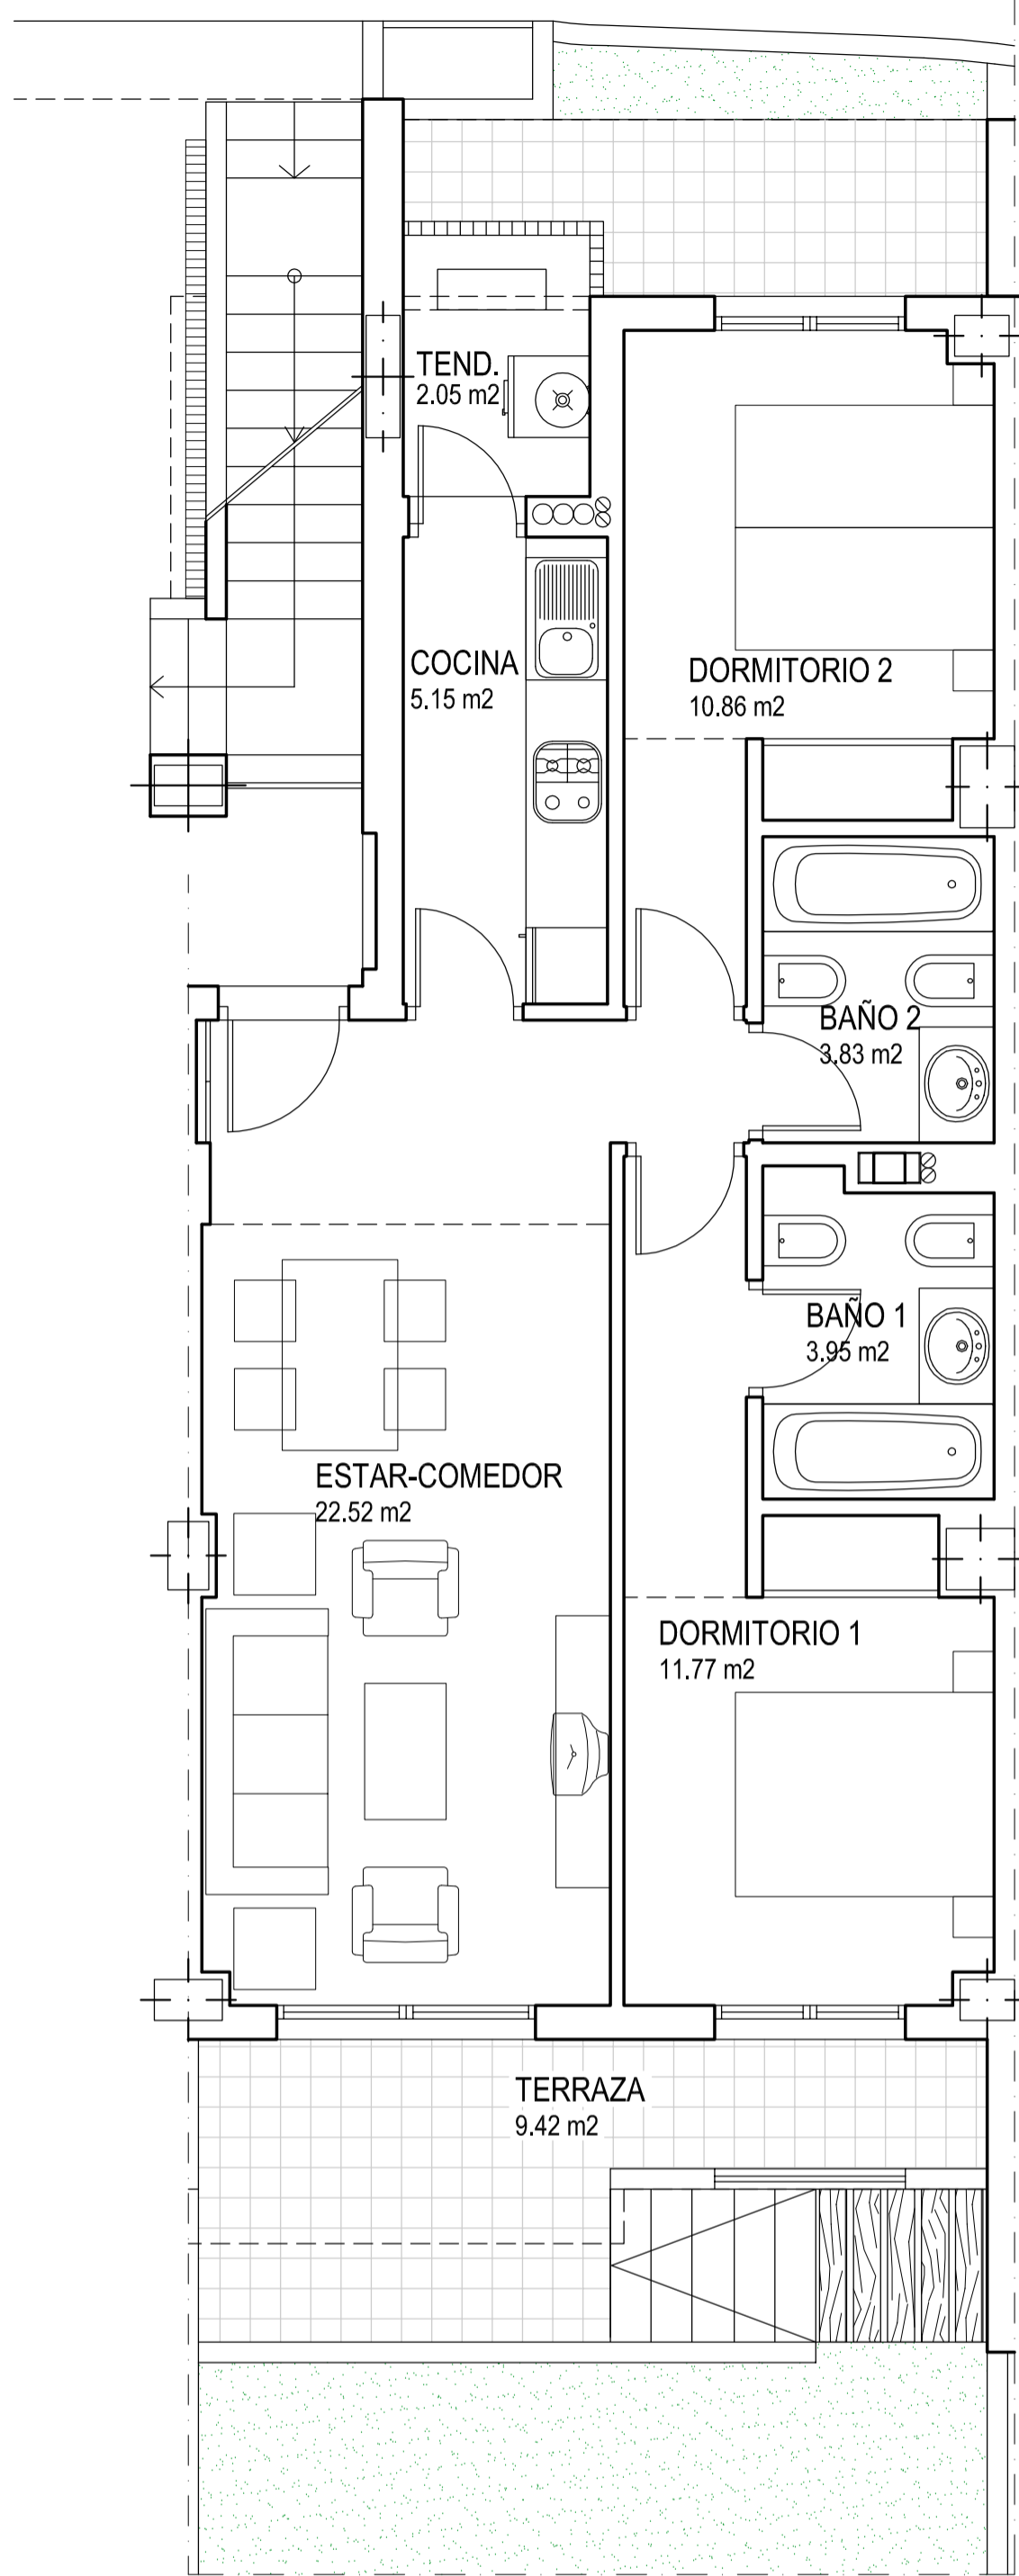 TEND.
2.05 m2
COCINA
5.15 m2
DORMITORIO 2
10.86 m2
BAÑO 2
3.83 m2
BAÑO 1
3.95 m2
ESTAR-COMEDOR
22.52 m2
DORMITORIO 1
11.77 m2
TERRAZA
9.42 m2